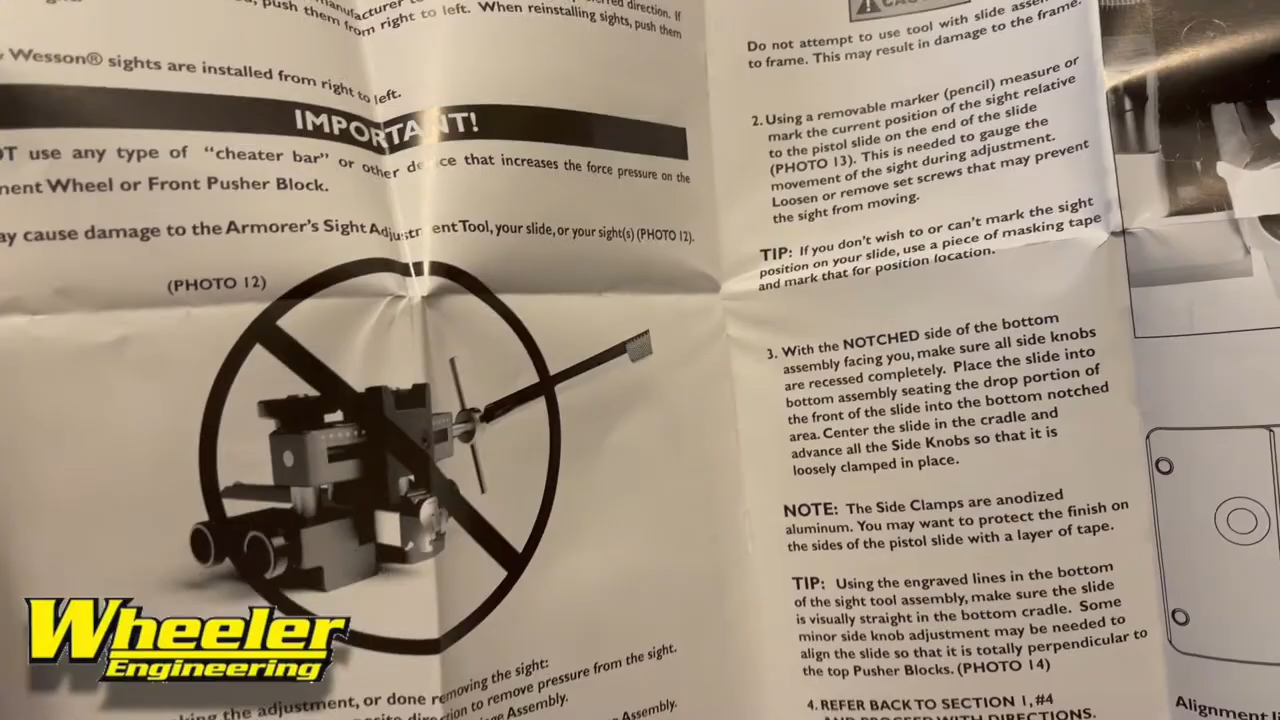 manufacturer
direction. If
push them from right to left. When reinstalling sights, push them
Wesson® sights are installed from right to left.
IMPORTANT!
use any type of “cheater bar” or other device that increases the force pressure on the
Wheel or Front Pusher Block.
cause damage to the Armorer’s Sight Adjustment Tool, your slide, or your sight(s) (PHOTO 12).
(PHOTO 12)
the adjustment, or done removing the sight:
direction to remove pressure from the sight.
Assembly.
Assembly.
Do not attempt to use tool with slide
to frame. This may result in damage to the frame.
2. Using a removable marker (pencil) measure or
mark the current position of the sight relative
to the pistol slide on the end of the slide
(PHOTO 13). This is needed to gauge the
movement of the sight during adjustment.
Loosen or remove set screws that may prevent
the sight from moving.
TIP: If you don’t wish to or can’t mark the sight
position on your slide, use a piece of masking tape
and mark that for position location.
3. With the NOTCHED side of the bottom
assembly facing you, make sure all side knobs
are recessed completely. Place the slide into
bottom assembly seating the drop portion of
the front of the slide into the bottom notched
area. Center the slide in the cradle and
advance all the Side Knobs so that it is
loosely clamped in place.
NOTE: The Side Clamps are anodized
aluminum. You may want to protect the finish on
the sides of the pistol slide with a layer of tape.
TIP: Using the engraved lines in the bottom
of the sight tool assembly, make sure the slide
is visually straight in the bottom cradle. Some
minor side knob adjustment may be needed to
align the slide so that it is totally perpendicular to
the top Pusher Blocks. (PHOTO 14)
4. REFER BACK TO SECTION 1, #4
AND PROCEED WITH DIRECTIONS.
Alignment
Wheeler
Engineering